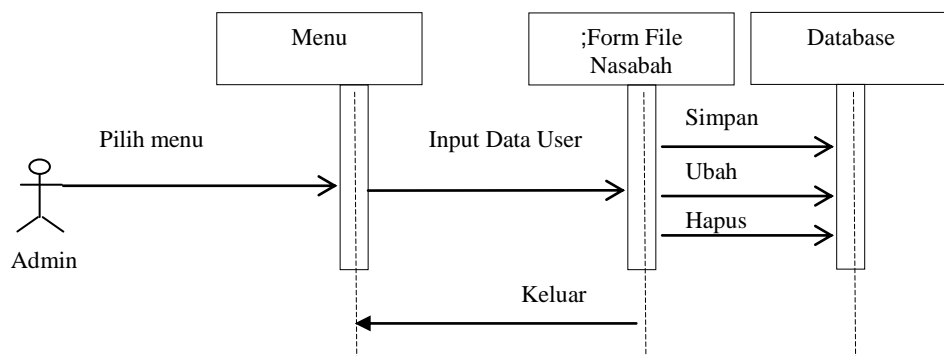 Menu
;Form File
Nasabah
Database
Pilih menu
Input Data User
Simpan
Ubah
Hapus
Admin
Keluar